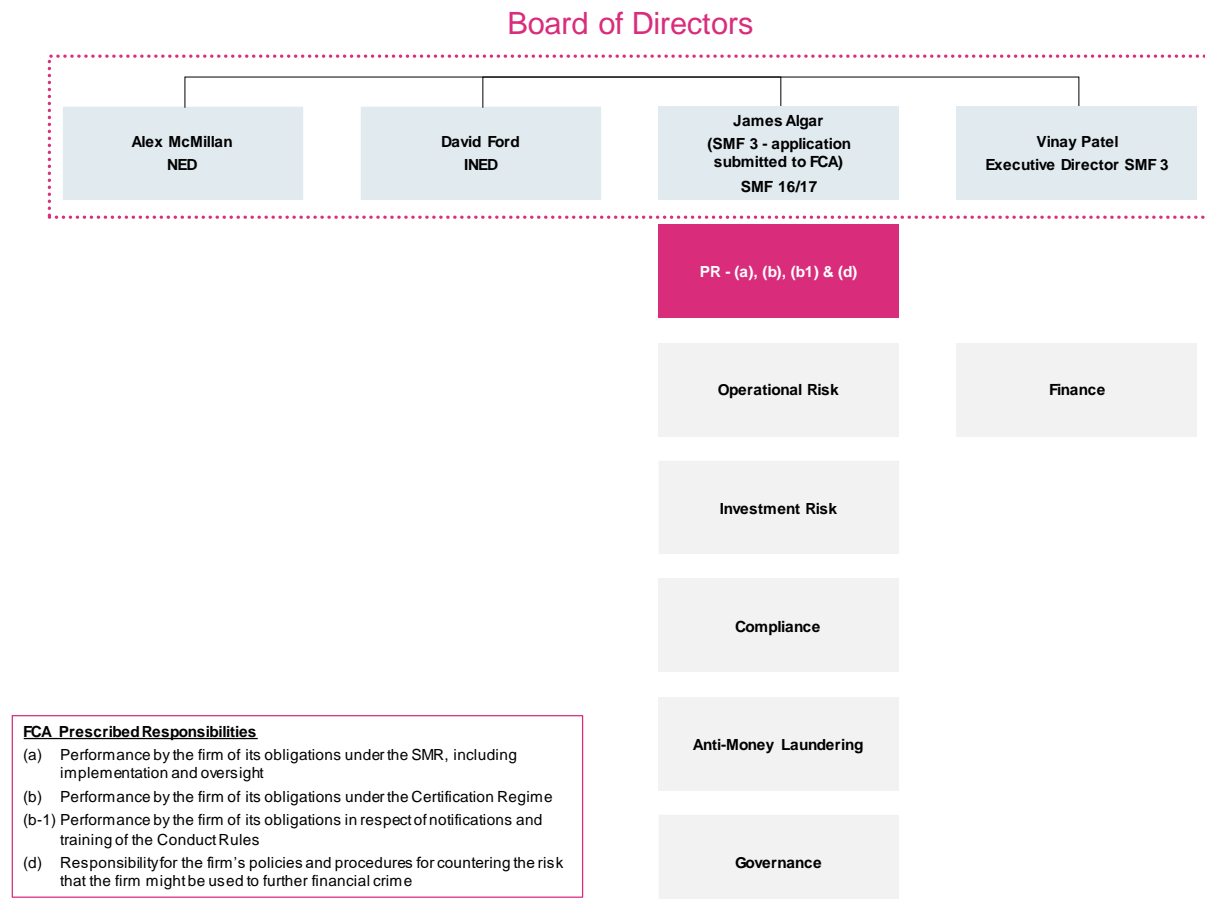 Board of Directors
Alex McMillan
NED
David Ford
INED
James Algar
(SMF 3 - application
submitted to FCA)
SMF 16/17
Vinay Patel
Executive Director SMF 3
PR - (a), (b), (b1) & (d)
Operational Risk
Finance
Investment Risk
Compliance
Anti-Money Laundering
Governance
FCA Prescribed Responsibilities
(a) Performance by the firm of its obligations under the SMR, including
implementation and oversight
(b) Performance by the firm of its obligations under the Certification Regime
(b-1) Performance by the firm of its obligations in respect of notifications and
training of the Conduct Rules
(d) Responsibility for the firm's policies and procedures for countering the risk
that the firm might be used to further financial crime